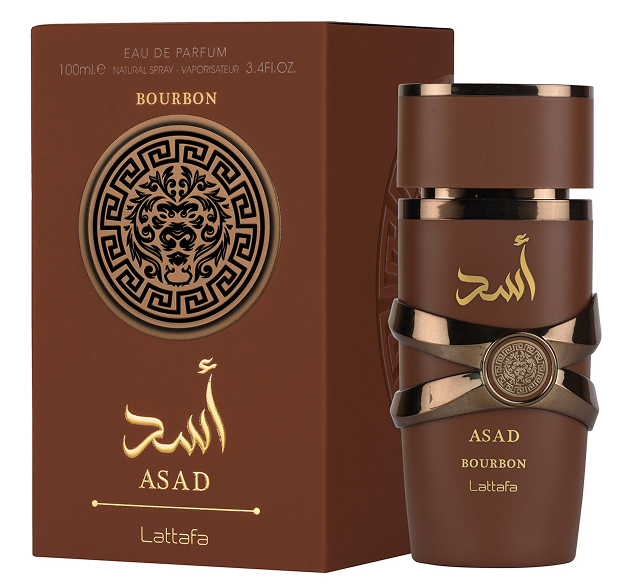 EAU DE PARFUM
100ml.℮ NATURAL SPRAY - VAPORISATEUR 3.4FL.OZ.
BOURBON
أسد
ASAD
Lattafa
أسد
ASAD
BOURBON
Lattafa